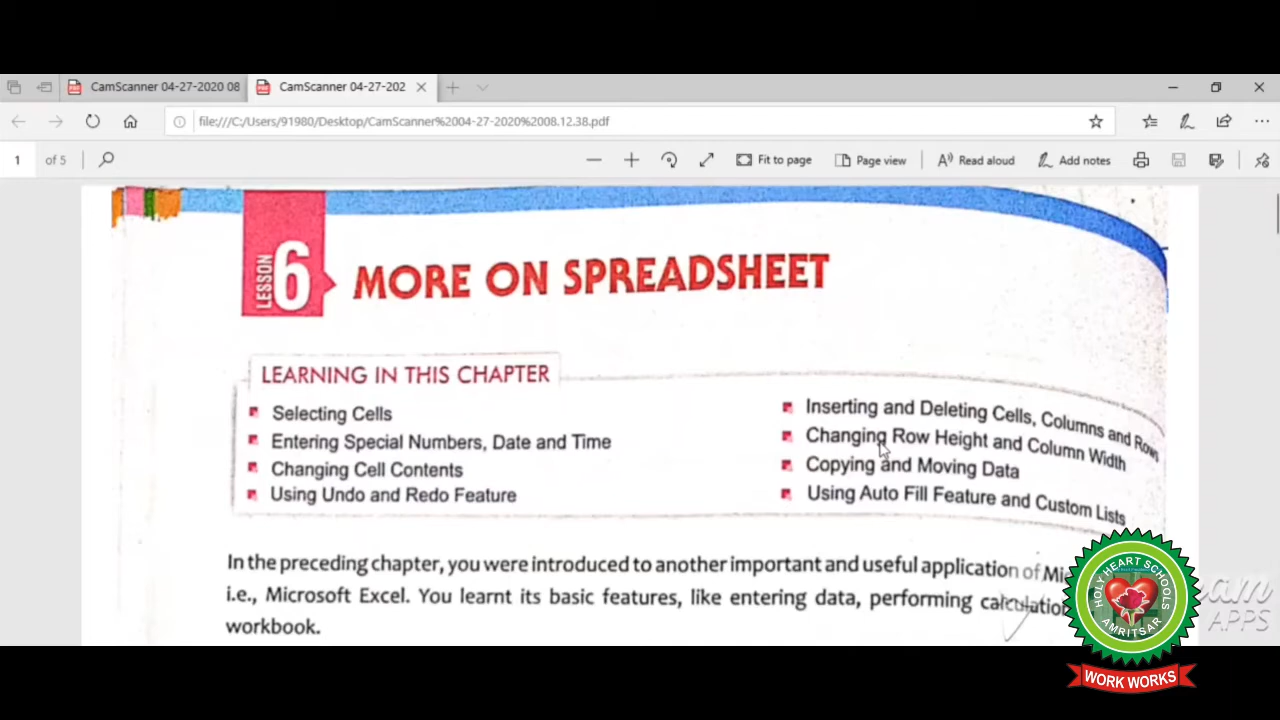 CamScanner 04-27-2020 08
CamScanner 04-27-202
file:///C:/Users/91980/Desktop/CamScanner%2004-27-2020%2008.12.38.pdf
1 of 5
Fit to page
Page view
Read aloud
Add notes
LESSON 6
MORE ON SPREADSHEET
LEARNING IN THIS CHAPTER
Selecting Cells
Entering Special Numbers, Date and Time
Changing Cell Contents
Using Undo and Redo Feature
Inserting and Deleting Cells, Columns and Rows
Changing Row Height and Column Width
Copying and Moving Data
Using Auto Fill Feature and Custom Lists
In the preceding chapter, you were introduced to another important and useful application of
i.e., Microsoft Excel. You learnt its basic features, like entering data, performing
workbook.
HOLY HEART SCHOOLS
AMRITSAR
WORK WORKS
APPS